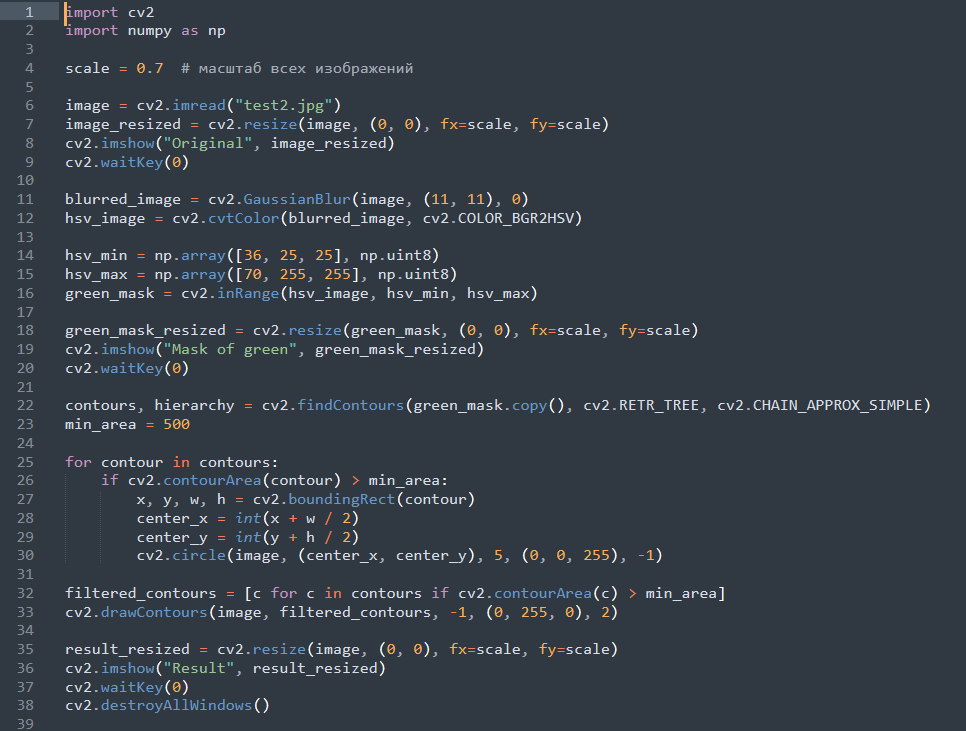 1 import cv2
2 import numpy as np
3
4 scale = 0.7  # масштаб всех изображений
5
6 image = cv2.imread("test2.jpg")
7 image_resized = cv2.resize(image, (0, 0), fx=scale, fy=scale)
8 cv2.imshow("Original", image_resized)
9 cv2.waitKey(0)
10
11 blurred_image = cv2.GaussianBlur(image, (11, 11), 0)
12 hsv_image = cv2.cvtColor(blurred_image, cv2.COLOR_BGR2HSV)
13
14 hsv_min = np.array([36, 25, 25], np.uint8)
15 hsv_max = np.array([70, 255, 255], np.uint8)
16 green_mask = cv2.inRange(hsv_image, hsv_min, hsv_max)
17
18 green_mask_resized = cv2.resize(green_mask, (0, 0), fx=scale, fy=scale)
19 cv2.imshow("Mask of green", green_mask_resized)
20 cv2.waitKey(0)
21
22 contours, hierarchy = cv2.findContours(green_mask.copy(), cv2.RETR_TREE, cv2.CHAIN_APPROX_SIMPLE)
23 min_area = 500
24
25 for contour in contours:
26     if cv2.contourArea(contour) > min_area:
27         x, y, w, h = cv2.boundingRect(contour)
28         center_x = int(x + w / 2)
29         center_y = int(y + h / 2)
30         cv2.circle(image, (center_x, center_y), 5, (0, 0, 255), -1)
31
32 filtered_contours = [c for c in contours if cv2.contourArea(c) > min_area]
33 cv2.drawContours(image, filtered_contours, -1, (0, 255, 0), 2)
34
35 result_resized = cv2.resize(image, (0, 0), fx=scale, fy=scale)
36 cv2.imshow("Result", result_resized)
37 cv2.waitKey(0)
38 cv2.destroyAllWindows()
39